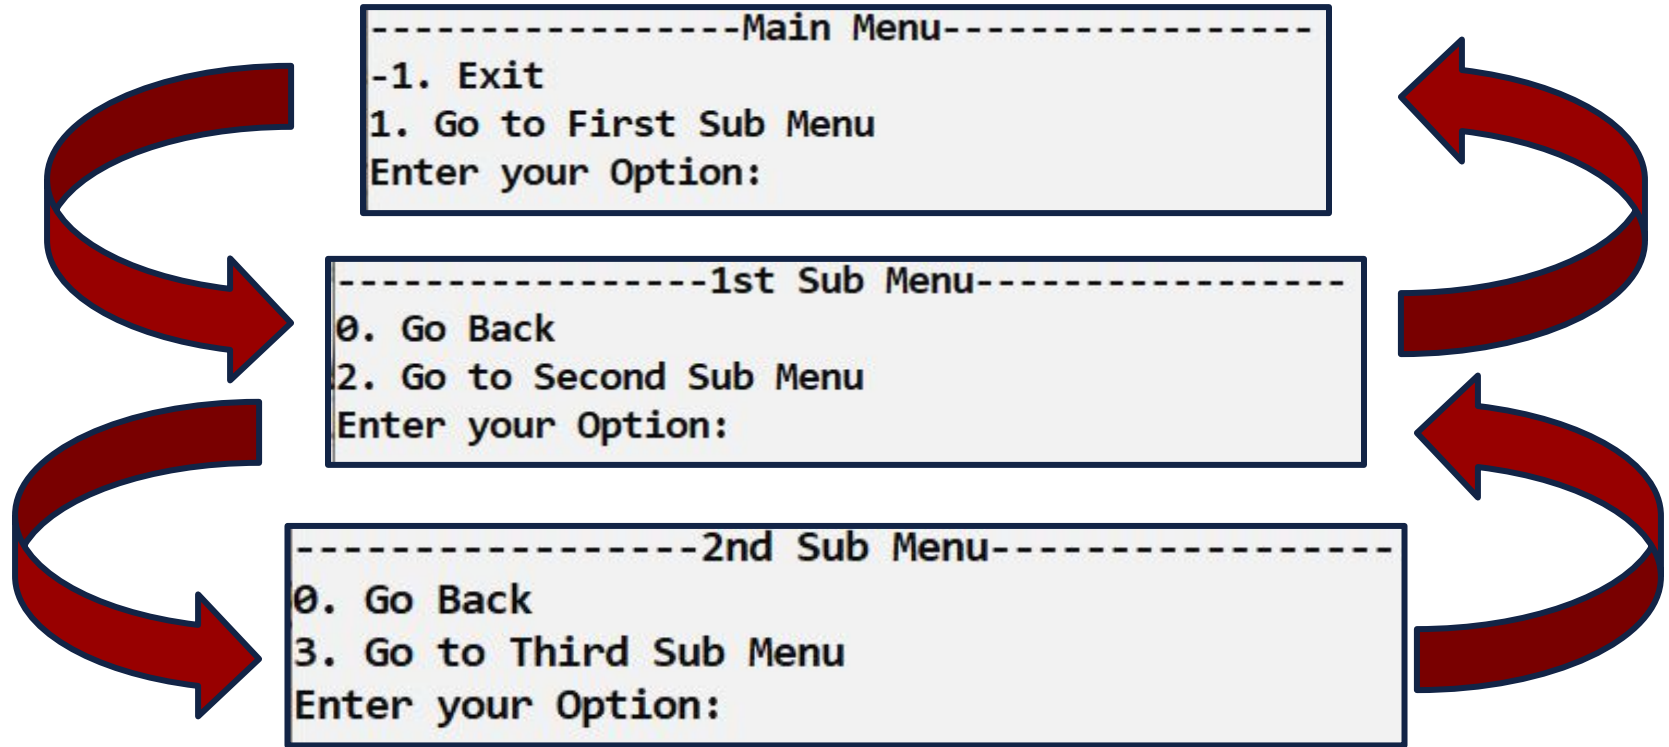 -----------------Main Menu-----------------
-1. Exit
1. Go to First Sub Menu
Enter your Option:
-----------------1st Sub Menu-----------------
0. Go Back
2. Go to Second Sub Menu
Enter your Option:
-----------------2nd Sub Menu-----------------
0. Go Back
3. Go to Third Sub Menu
Enter your Option: